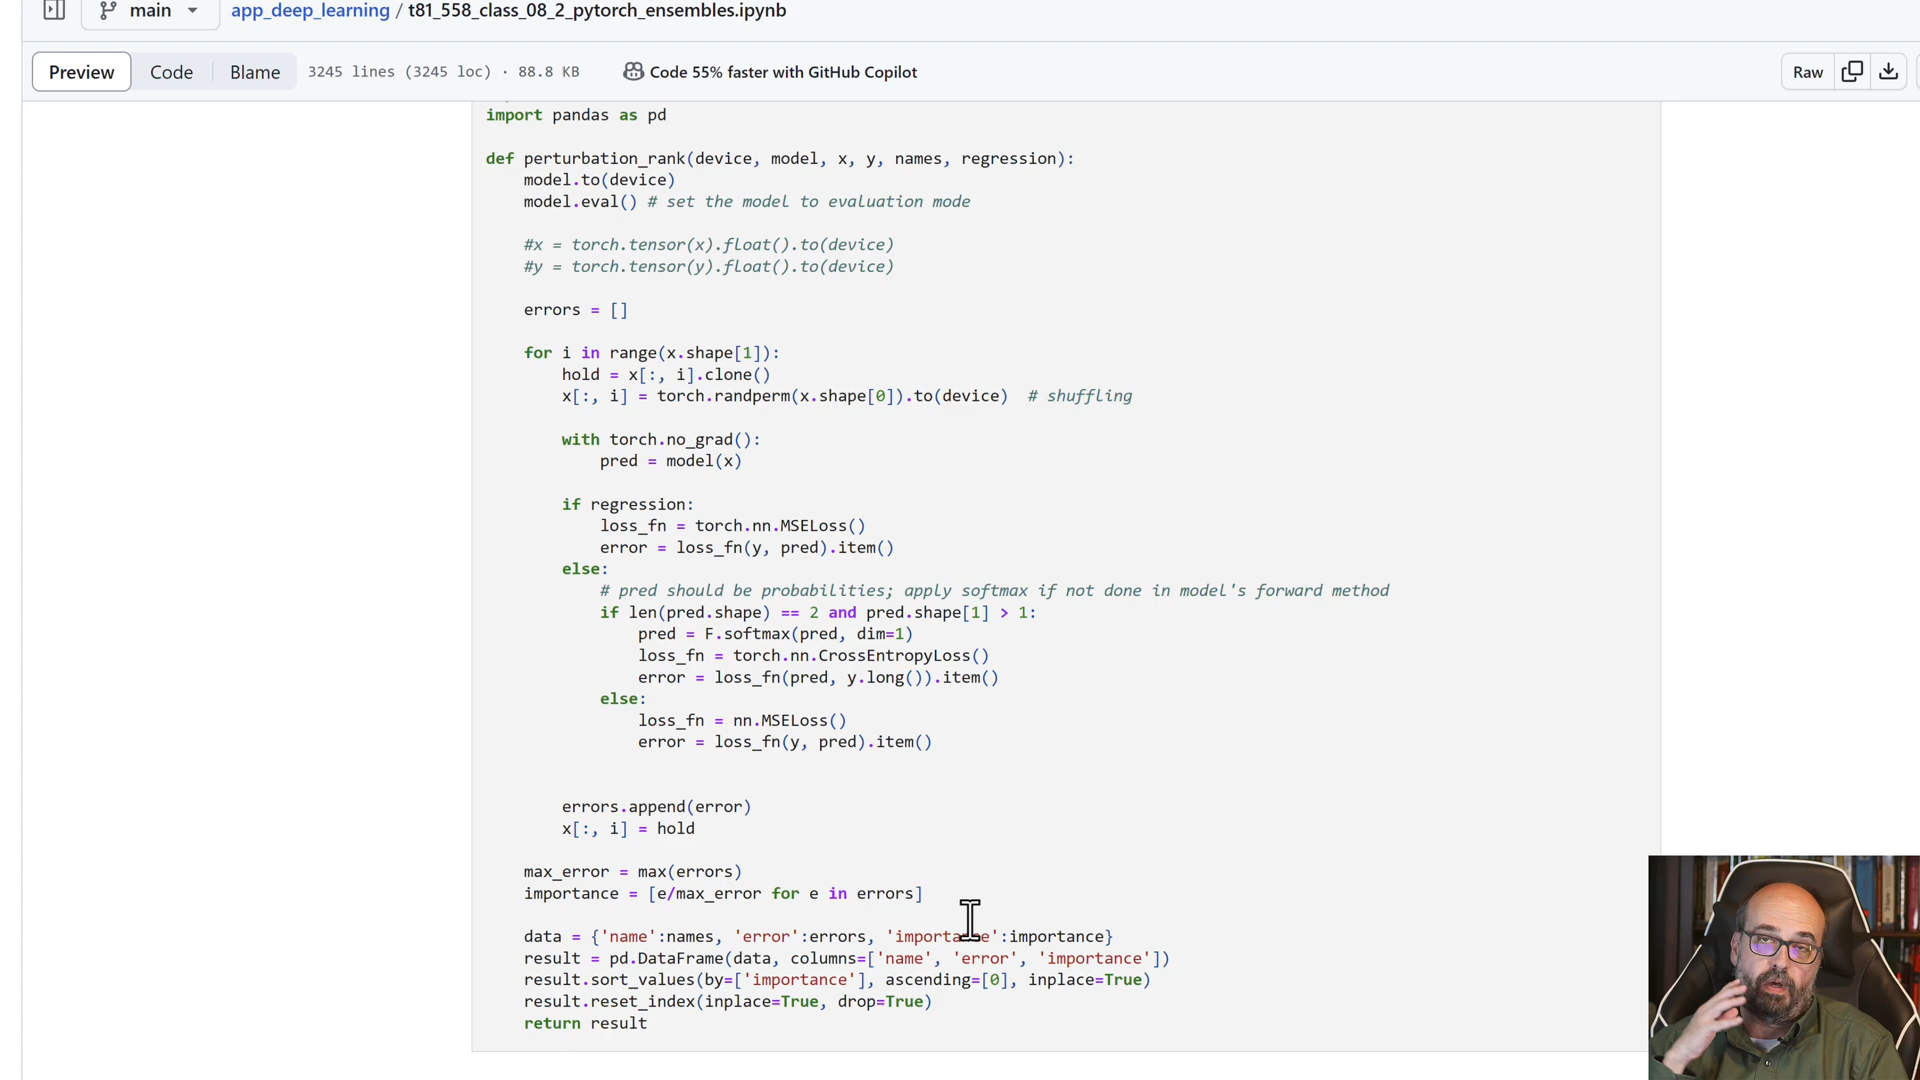 main
app_deep_learning / t81_558_class_08_2_pytorch_ensembles.ipynb
Preview Code Blame 3245 lines (3245 loc) · 88.8 KB Code 55% faster with GitHub Copilot Raw
import pandas as pd
def perturbation_rank(device, model, x, y, names, regression):
model.to(device)
model.eval() # set the model to evaluation mode
#x = torch.tensor(x).float().to(device)
#y = torch.tensor(y).float().to(device)
errors = []
for i in range(x.shape[1]):
hold = x[:, i].clone()
x[:, i] = torch.randperm(x.shape[0]).to(device)  # shuffling
with torch.no_grad():
pred = model(x)
if regression:
loss_fn = torch.nn.MSELoss()
error = loss_fn(y, pred).item()
else:
# pred should be probabilities; apply softmax if not done in model's forward method
if len(pred.shape) == 2 and pred.shape[1] > 1:
pred = F.softmax(pred, dim=1)
loss_fn = torch.nn.CrossEntropyLoss()
error = loss_fn(pred, y.long()).item()
else:
loss_fn = nn.MSELoss()
error = loss_fn(y, pred).item()
errors.append(error)
x[:, i] = hold
max_error = max(errors)
importance = [e/max_error for e in errors]
data = {'name':names, 'error':errors, 'importance':importance}
result = pd.DataFrame(data, columns=['name', 'error', 'importance'])
result.sort_values(by=['importance'], ascending=[0], inplace=True)
result.reset_index(inplace=True, drop=True)
return result